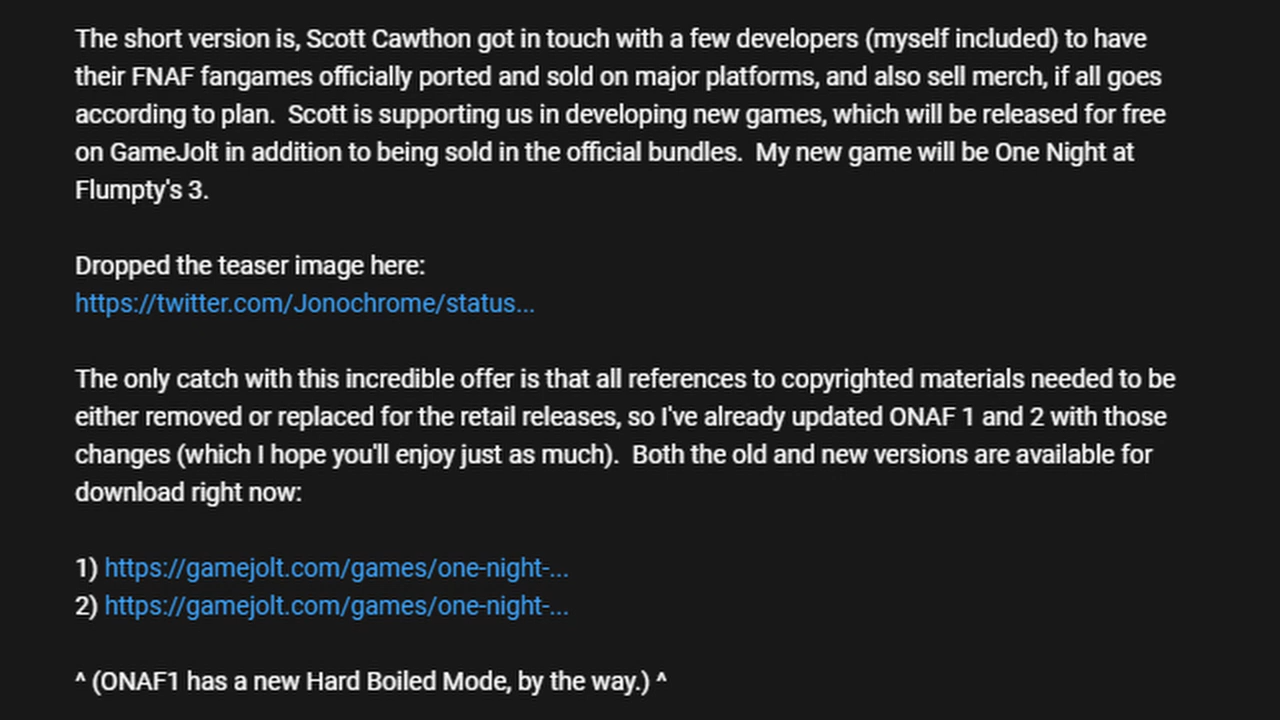 The short version is, Scott Cawthon got in touch with a few developers (myself included) to have
their FNAF fangames officially ported and sold on major platforms, and also sell merch, if all goes
according to plan.  Scott is supporting us in developing new games, which will be released for free
on GameJolt in addition to being sold in the official bundles.  My new game will be One Night at
Flumpty's 3.
Dropped the teaser image here:
https://twitter.com/Jonochrome/status...
The only catch with this incredible offer is that all references to copyrighted materials needed to be
either removed or replaced for the retail releases, so I've already updated ONAF 1 and 2 with those
changes (which I hope you'll enjoy just as much).  Both the old and new versions are available for
download right now:
1) https://gamejolt.com/games/one-night-...
2) https://gamejolt.com/games/one-night-...
^ (ONAF1 has a new Hard Boiled Mode, by the way.) ^